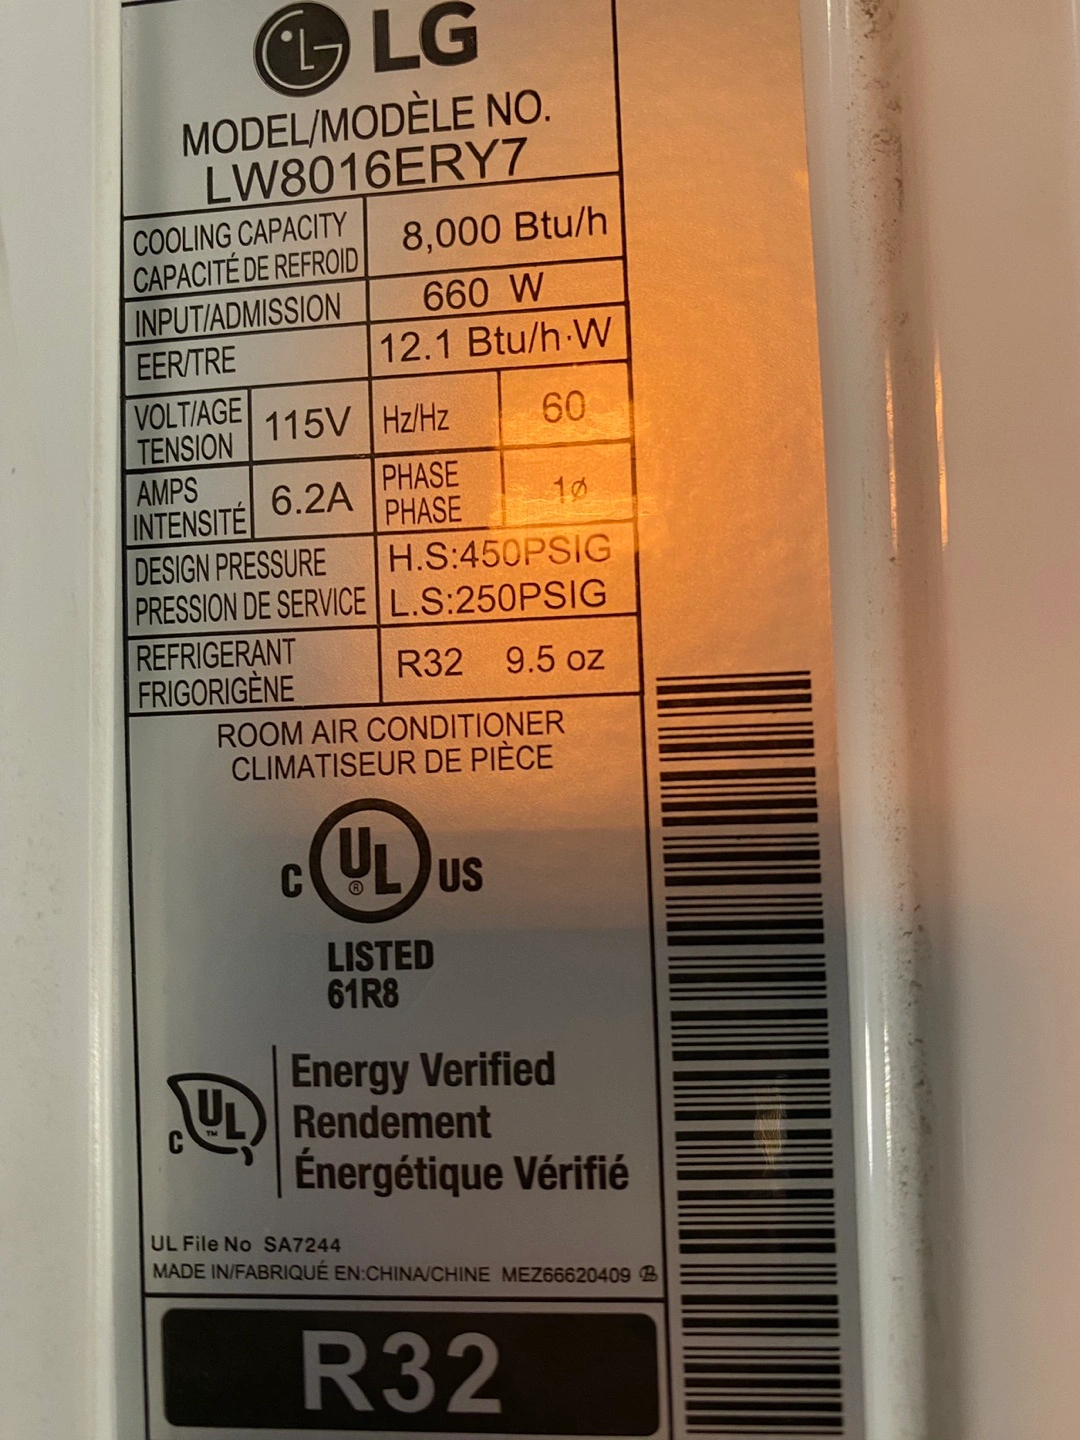 LG
MODEL/MODÈLE NO.
LW8016ERY7
COOLING CAPACITY
CAPACITÉ DE REFROID
8,000 Btu/h
INPUT/ADMISSION
660 W
EER/TRE
12.1 Btu/h·W
VOLT/AGE
TENSION
115V
Hz/Hz
60
AMPS
INTENSITÉ
6.2A
PHASE
PHASE
1ø
DESIGN PRESSURE
PRESSION DE SERVICE
H.S:450PSIG
L.S:250PSIG
REFRIGERANT
FRIGORIGÈNE
R32 9.5 oz
ROOM AIR CONDITIONER
CLIMATISEUR DE PIÈCE
C UL ® US
LISTED
61R8
C UL ™
Energy Verified
Rendement
Énergétique Vérifié
UL File No SA7244
MADE IN/FABRIQUÉ EN:CHINA/CHINE MEZ66620409
R32